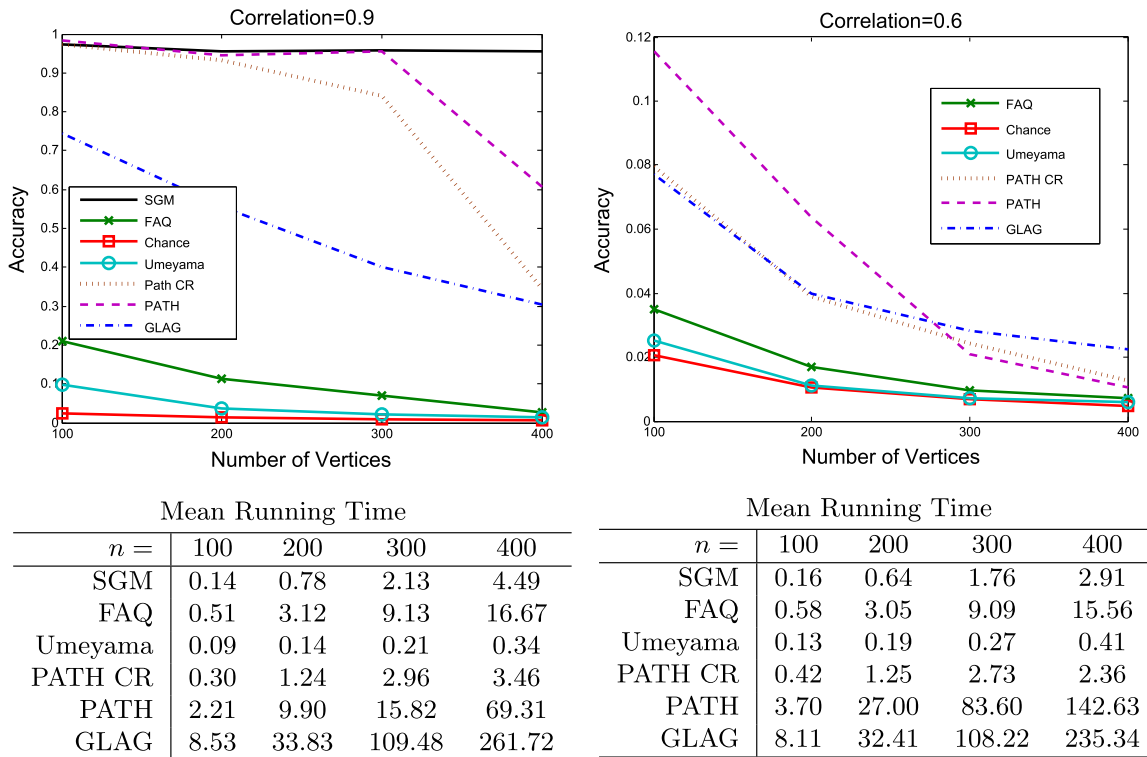 Correlation=0.9
1
0.9
0.8
0.7
0.6
0.5
0.4
0.3
0.2
0.1
0
Accuracy
SGM
FAQ
Chance
Umeyama
Path CR
PATH
GLAG
100 200 300 400
Number of Vertices
Correlation=0.6
0.12
0.1
0.08
0.06
0.04
0.02
0
Accuracy
FAQ
Chance
Umeyama
PATH CR
PATH
GLAG
100 200 300 400
Number of Vertices
Mean Running Time
n = 100 200 300 400
SGM 0.14 0.78 2.13 4.49
FAQ 0.51 3.12 9.13 16.67
Umeyama 0.09 0.14 0.21 0.34
PATH CR 0.30 1.24 2.96 3.46
PATH 2.21 9.90 15.82 69.31
GLAG 8.53 33.83 109.48 261.72
Mean Running Time
n = 100 200 300 400
SGM 0.16 0.64 1.76 2.91
FAQ 0.58 3.05 9.09 15.56
Umeyama 0.13 0.19 0.27 0.41
PATH CR 0.42 1.25 2.73 2.36
PATH 3.70 27.00 83.60 142.63
GLAG 8.11 32.41 108.22 235.34